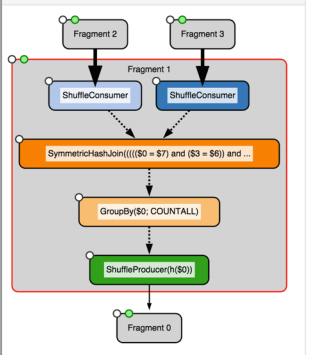 Fragment 2
Fragment 3
Fragment 1
ShuffleConsumer
ShuffleConsumer
SymmetricHashJoin((((($0 = $7) and ($3 = $6)) and ...
GroupBy($0; COUNTALL)
ShuffleProducer(h($0))
Fragment 0